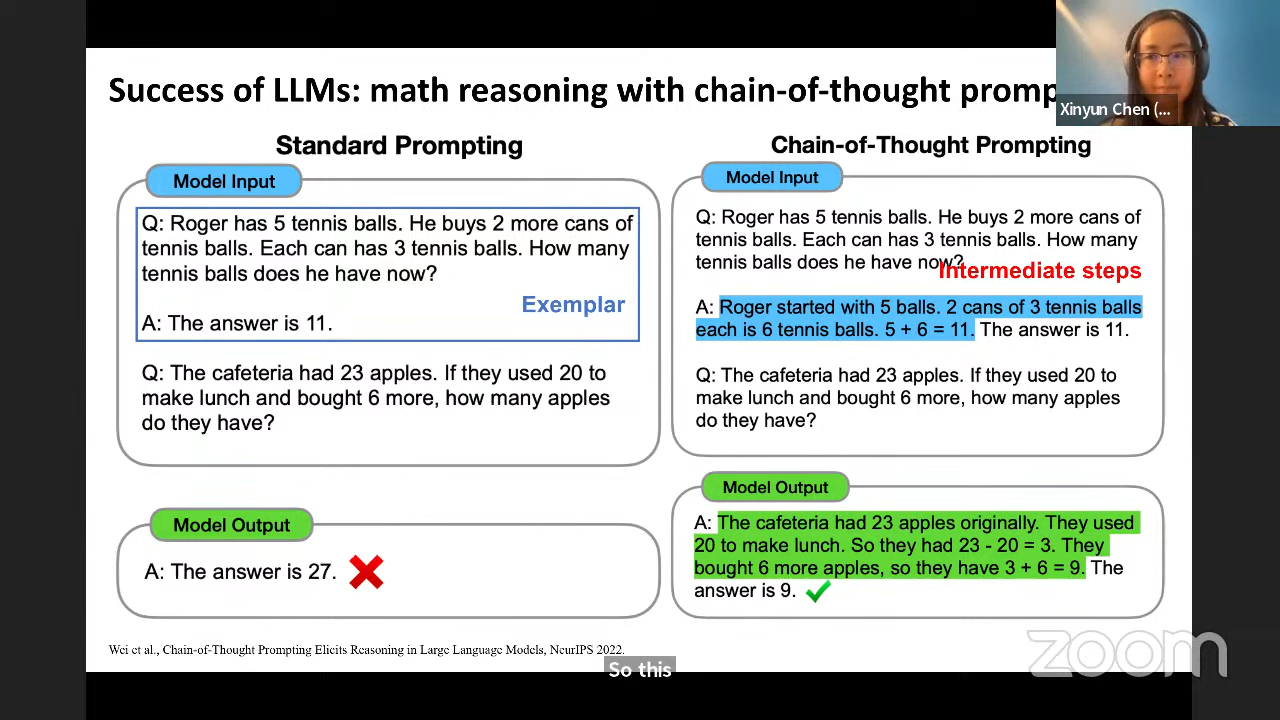 Success of LLMs: math reasoning with chain-of-thought promp
Xinyun Chen (...
Standard Prompting
Model Input
Q: Roger has 5 tennis balls. He buys 2 more cans of
tennis balls. Each can has 3 tennis balls. How many
tennis balls does he have now?
Exemplar
A: The answer is 11.
Q: The cafeteria had 23 apples. If they used 20 to
make lunch and bought 6 more, how many apples
do they have?
Model Output
A: The answer is 27.
Chain-of-Thought Prompting
Model Input
Q: Roger has 5 tennis balls. He buys 2 more cans of
tennis balls. Each can has 3 tennis balls. How many
tennis balls does he have now?
Intermediate steps
A: Roger started with 5 balls. 2 cans of 3 tennis balls
each is 6 tennis balls. 5 + 6 = 11. The answer is 11.
Q: The cafeteria had 23 apples. If they used 20 to
make lunch and bought 6 more, how many apples
do they have?
Model Output
A: The cafeteria had 23 apples originally. They used
20 to make lunch. So they had 23 - 20 = 3. They
bought 6 more apples, so they have 3 + 6 = 9. The
answer is 9.
Wei et al., Chain-of-Thought Prompting Elicits Reasoning in Large Language Models, NeurIPS 2022.
So this
zoom